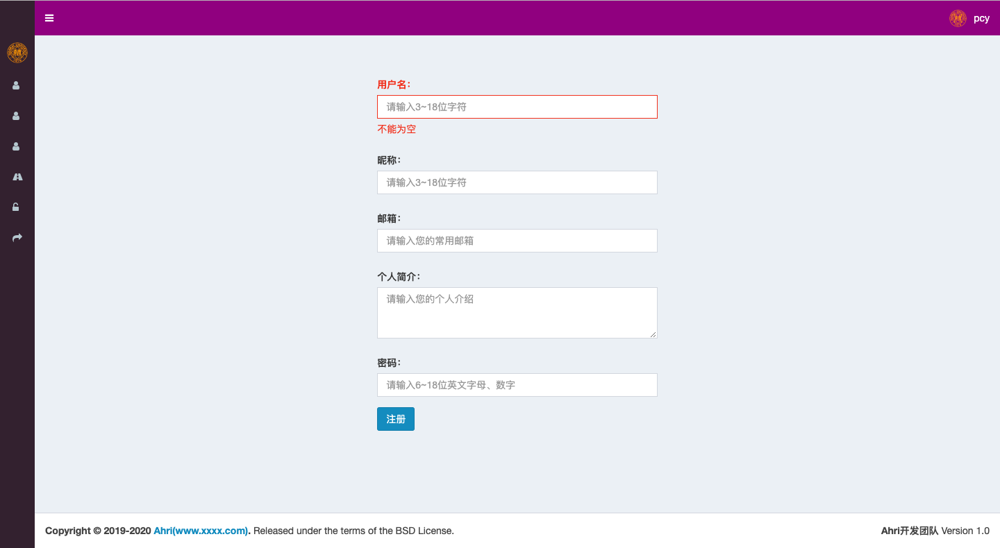 pcy
用户名：
请输入3~18位字符
不能为空
昵称：
请输入3~18位字符
邮箱：
请输入您的常用邮箱
个人简介：
请输入您的个人介绍
密码：
请输入6~18位英文字母、数字
注册
Copyright © 2019-2020 Ahri(www.xxxx.com). Released under the terms of the BSD License.
Ahri开发团队 Version 1.0